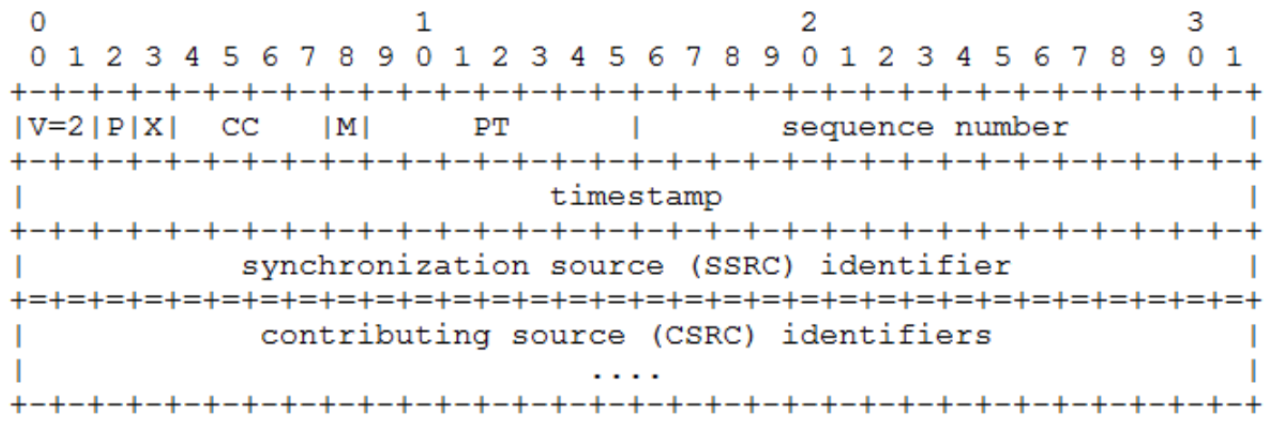 0                   1                   2                   3
 0 1 2 3 4 5 6 7 8 9 0 1 2 3 4 5 6 7 8 9 0 1 2 3 4 5 6 7 8 9 0 1
+-+-+-+-+-+-+-+-+-+-+-+-+-+-+-+-+-+-+-+-+-+-+-+-+-+-+-+-+-+-+-+-+
|V=2|P|X|  CC   |M|     PT      |       sequence number         |
+-+-+-+-+-+-+-+-+-+-+-+-+-+-+-+-+-+-+-+-+-+-+-+-+-+-+-+-+-+-+-+-+
|                           timestamp                           |
+-+-+-+-+-+-+-+-+-+-+-+-+-+-+-+-+-+-+-+-+-+-+-+-+-+-+-+-+-+-+-+-+
|           synchronization source (SSRC) identifier            |
+=+=+=+=+=+=+=+=+=+=+=+=+=+=+=+=+=+=+=+=+=+=+=+=+=+=+=+=+=+=+=+=+
|            contributing source (CSRC) identifiers             |
|                             ....                              |
+-+-+-+-+-+-+-+-+-+-+-+-+-+-+-+-+-+-+-+-+-+-+-+-+-+-+-+-+-+-+-+-+